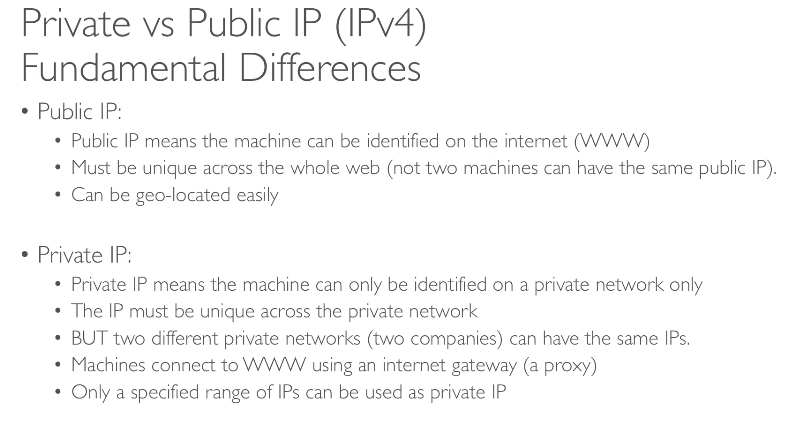 Private vs Public IP (IPv4)
Fundamental Differences
• Public IP:
• Public IP means the machine can be identified on the internet (WWW)
• Must be unique across the whole web (not two machines can have the same public IP).
• Can be geo-located easily
• Private IP:
• Private IP means the machine can only be identified on a private network only
• The IP must be unique across the private network
• BUT two different private networks (two companies) can have the same IPs.
• Machines connect to WWW using an internet gateway (a proxy)
• Only a specified range of IPs can be used as private IP